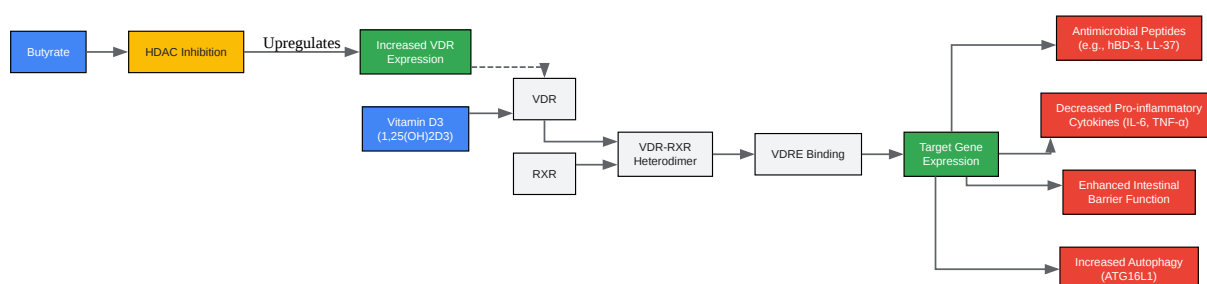 Butyrate
HDAC Inhibition
Upregulates
Increased VDR
Expression
VDR
Vitamin D3
(1,25(OH)2D3)
RXR
VDR-RXR
Heterodimer
VDRE Binding
Target Gene
Expression
Antimicrobial Peptides
(e.g., hBD-3, LL-37)
Decreased Pro-inflammatory
Cytokines (IL-6, TNF-α)
Enhanced Intestinal
Barrier Function
Increased Autophagy
(ATG16L1)